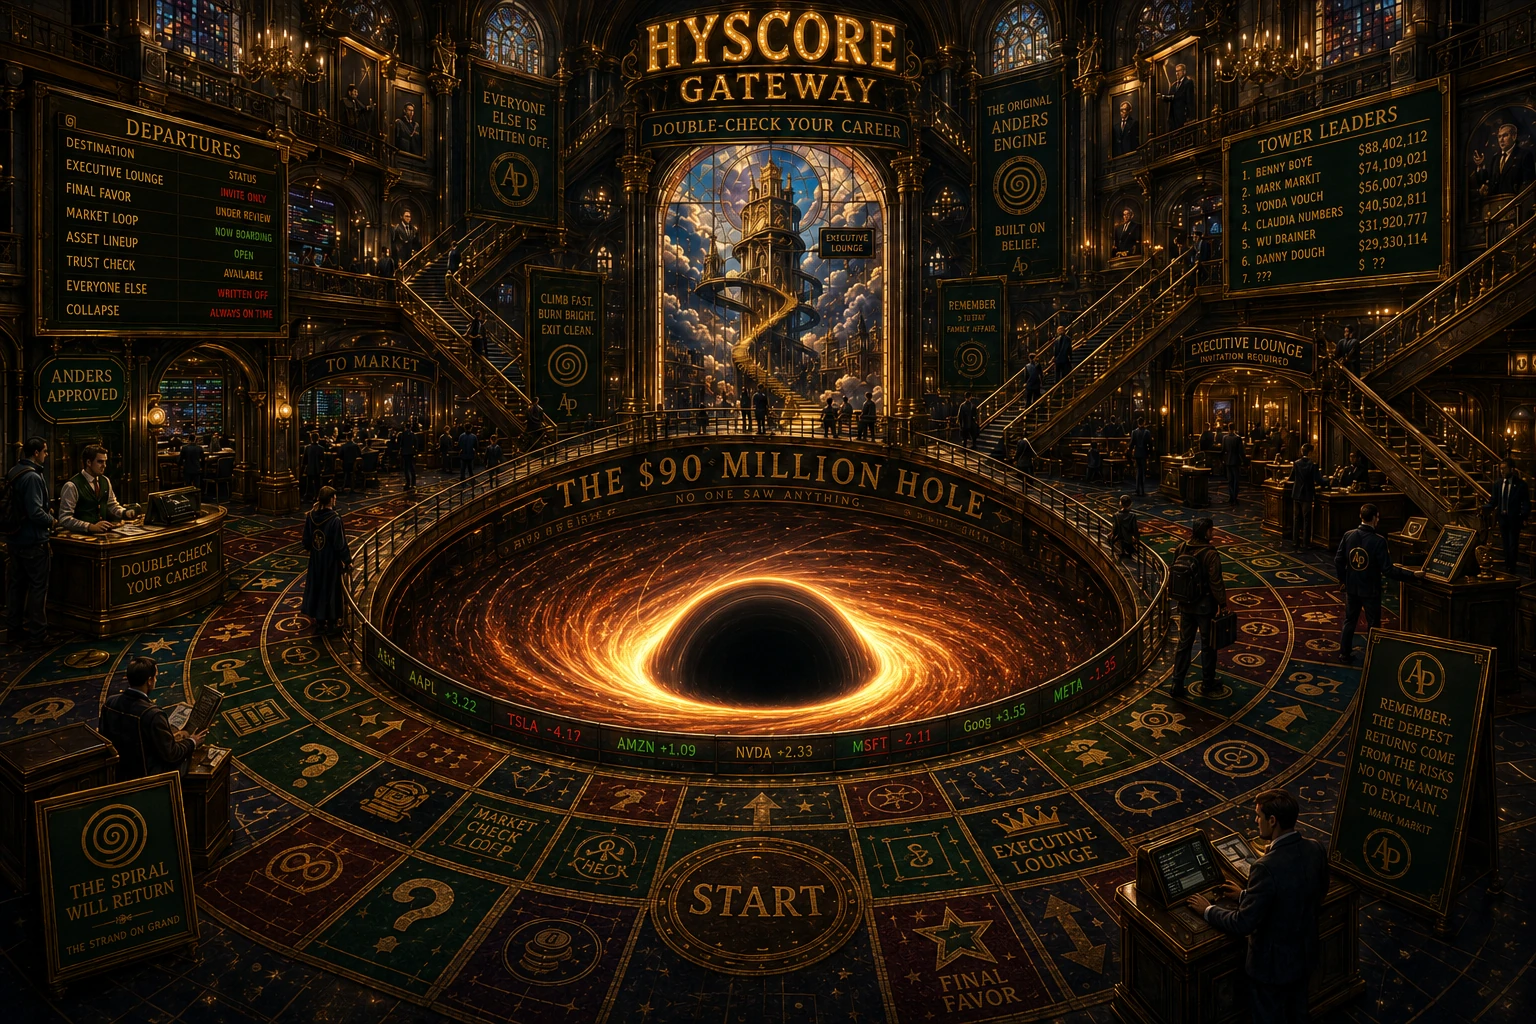 HYSCORE
GATEWAY
DOUBLE-CHECK YOUR CAREER
DEPARTURES
DESTINATION STATUS
EXECUTIVE LOUNGE INVITE ONLY
FINAL FAVOR UNDER REVIEW
MARKET LOOP NOW BOARDING
ASSET LINEUP OPEN
TRUST CHECK AVAILABLE
EVERYONE ELSE WRITTEN OFF
COLLAPSE ALWAYS ON TIME
EVERYONE
ELSE IS
WRITTEN OFF.
AP
THE ORIGINAL
ANDERS
ENGINE
BUILT ON
BELIEF.
AP
TOWER LEADERS
1. BENNY BOYE $88,402,112
2. MARK MARKIT $74,109,021
3. VONDA VOUCH $56,007,309
4. CLAUDIA NUMBERS $40,502,811
5. WU DRAINER $31,920,777
6. DANNY DOUGH $29,330,114
7. ??? $ ??
EXECUTIVE
LOUNGE
CLIMB FAST.
BURN BRIGHT.
EXIT CLEAN.
AP
REMEMBER
FAMILY AFFAIR.
ANDERS
APPROVED
TO MARKET
EXECUTIVE LOUNGE
INVITATION REQUIRED
THE $90 MILLION HOLE
NO ONE SAW ANYTHING.
DOUBLE-CHECK
YOUR CAREER
AAPL +3.22
TSLA -4.17
AMZN +1.09
NVDA +2.33
MSFT -2.11
Goog +3.55
META -1.35
AP
REMEMBER:
THE DEEPEST
RETURNS COME
FROM THE RISKS
NO ONE WANTS
TO EXPLAIN.
- MARK MARKIT
AP
THE SPIRAL
WILL RETURN
THE STRAND ON GRAND
?
?
MARKET
CHECK
CHECK
START
EXECUTIVE
LOUNGE
FINAL
FAVOR